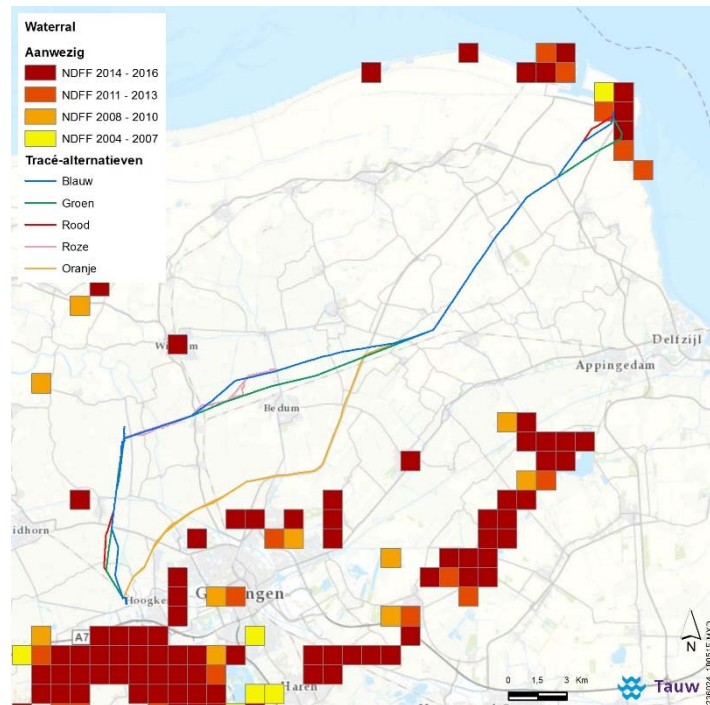 Waterral
Aanwezig
NDFF 2014 - 2016
NDFF 2011 - 2013
NDFF 2008 - 2010
NDFF 2004 - 2007
Tracé-alternatieven
Blauw
Groen
Rood
Roze
Oranje
Delfzijl
Appingedam
Bedum
idhorn
Hoogke
A7
Haren
N
0 1,5 3 Km
Tauw